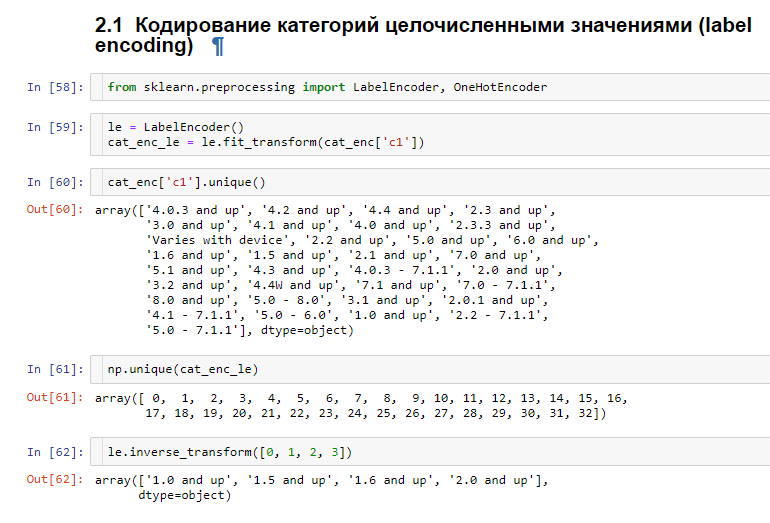 2.1 Кодирование категорий целочисленными значениями (label
encoding) ¶
In [58]: from sklearn.preprocessing import LabelEncoder, OneHotEncoder
In [59]: le = LabelEncoder()
cat_enc_le = le.fit_transform(cat_enc['c1'])
In [60]: cat_enc['c1'].unique()
Out[60]: array(['4.0.3 and up', '4.2 and up', '4.4 and up', '2.3 and up',
'3.0 and up', '4.1 and up', '4.0 and up', '2.3.3 and up',
'Varies with device', '2.2 and up', '5.0 and up', '6.0 and up',
'1.6 and up', '1.5 and up', '2.1 and up', '7.0 and up',
'5.1 and up', '4.3 and up', '4.0.3 - 7.1.1', '2.0 and up',
'3.2 and up', '4.4W and up', '7.1 and up', '7.0 - 7.1.1',
'8.0 and up', '5.0 - 8.0', '3.1 and up', '2.0.1 and up',
'4.1 - 7.1.1', '5.0 - 6.0', '1.0 and up', '2.2 - 7.1.1',
'5.0 - 7.1.1'], dtype=object)
In [61]: np.unique(cat_enc_le)
Out[61]: array([ 0, 1, 2, 3, 4, 5, 6, 7, 8, 9, 10, 11, 12, 13, 14, 15, 16,
17, 18, 19, 20, 21, 22, 23, 24, 25, 26, 27, 28, 29, 30, 31, 32])
In [62]: le.inverse_transform([0, 1, 2, 3])
Out[62]: array(['1.0 and up', '1.5 and up', '1.6 and up', '2.0 and up'],
dtype=object)